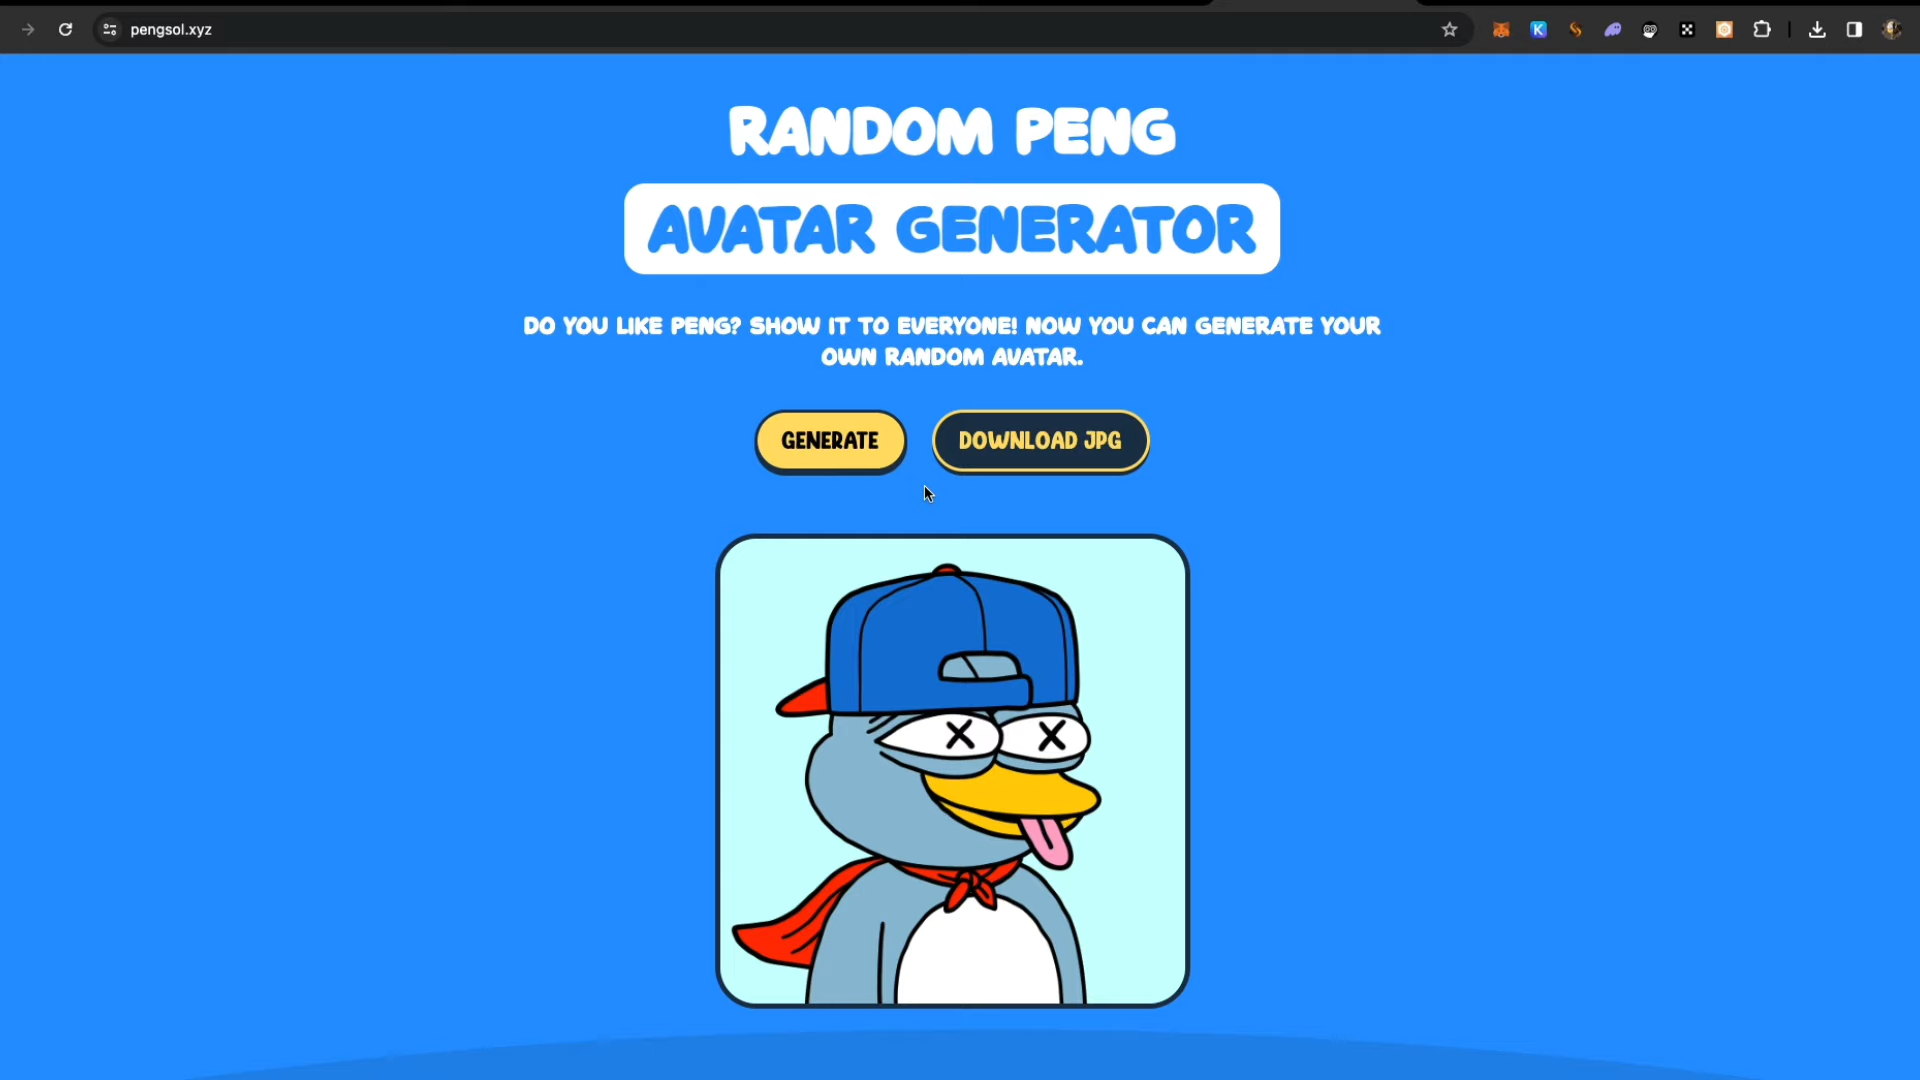 pengsol.xyz
RANDOM PENG
AVATAR GENERATOR
DO YOU LIKE PENG? SHOW IT TO EVERYONE! NOW YOU CAN GENERATE YOUR
OWN RANDOM AVATAR.
GENERATE
DOWNLOAD JPG